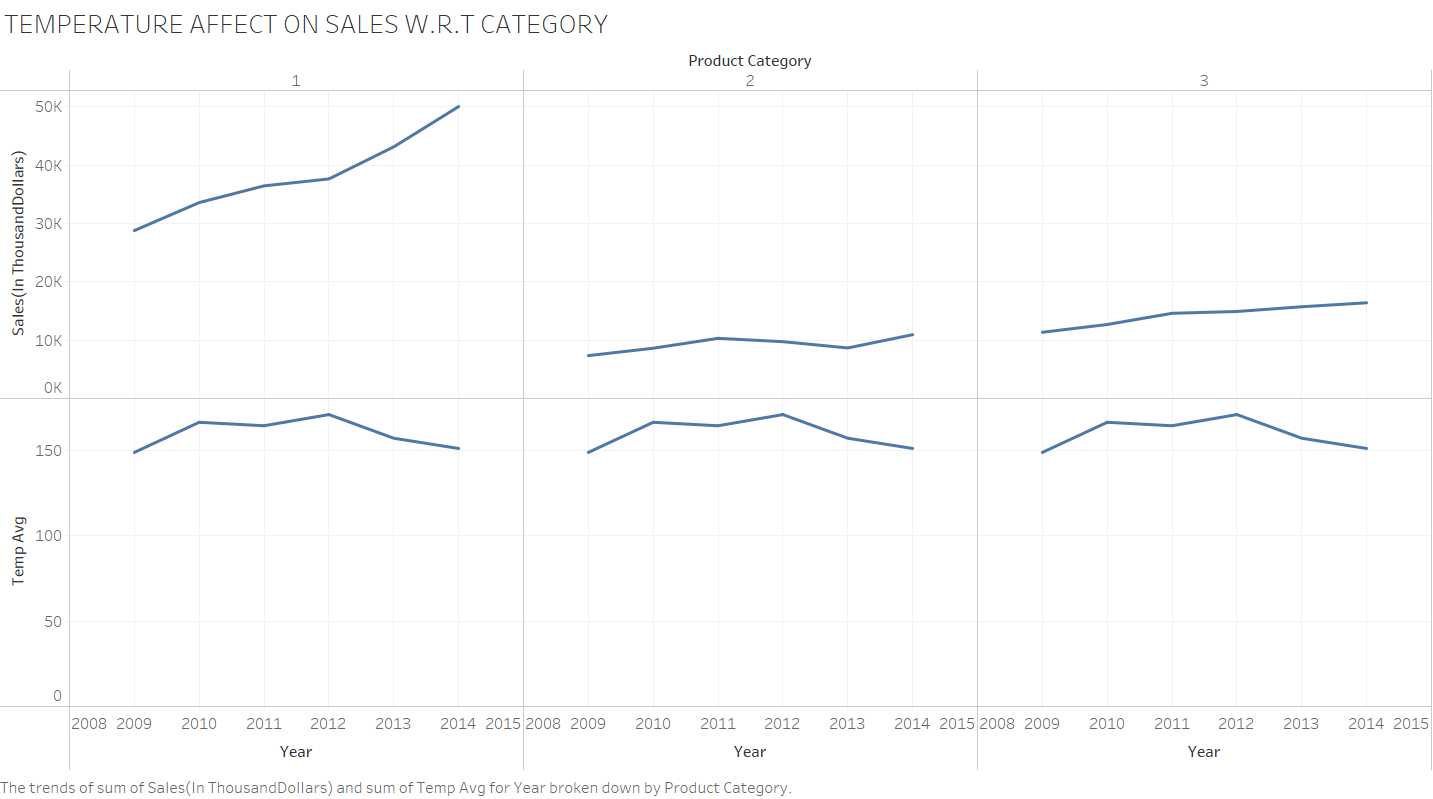 TEMPERATURE AFFECT ON SALES W.R.T CATEGORY
Product Category
1 2 3
Sales(In ThousandDollars)
50K
40K
30K
20K
10K
0K
Temp Avg
150
100
50
0
2008 2009 2010 2011 2012 2013 2014 2015 2008 2009 2010 2011 2012 2013 2014 2015 2008 2009 2010 2011 2012 2013 2014 2015
Year Year Year
The trends of sum of Sales(In ThousandDollars) and sum of Temp Avg for Year broken down by Product Category.